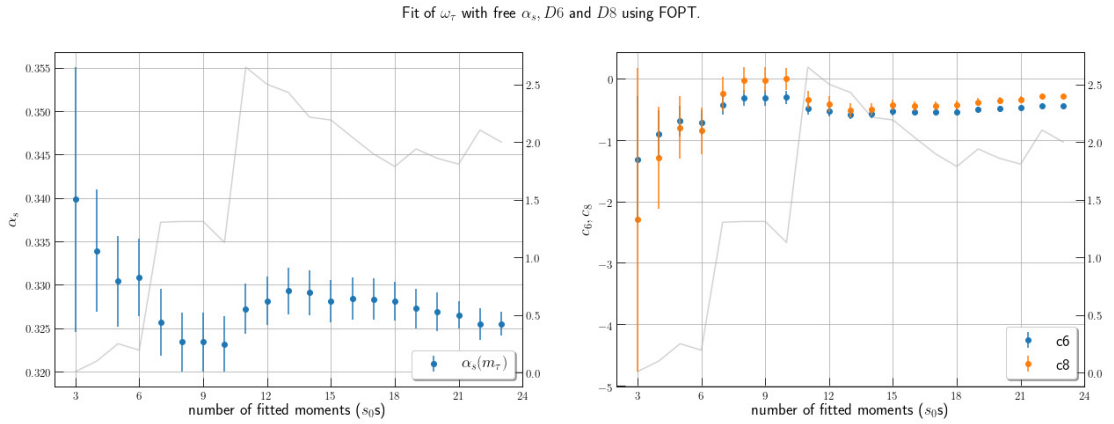 Fit of ω_τ with free α_s, D6 and D8 using FOPT.
0.355
0.350
0.345
0.340
0.335
0.330
0.325
0.320
α_s
2.5
2.0
1.5
1.0
0.5
0.0
α_s(m_τ)
3 6 9 12 15 18 21 24
number of fitted moments (s_0s)
0
−1
−2
−3
−4
−5
c_6, c_8
2.5
2.0
1.5
1.0
0.5
0.0
c6
c8
3 6 9 12 15 18 21 24
number of fitted moments (s_0s)